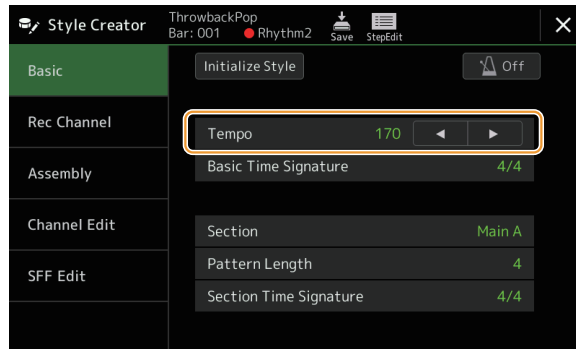 Style Creator
ThrowbackPop
Bar: 001 Rhythm2
Save
StepEdit
Basic
Rec Channel
Assembly
Channel Edit
SFF Edit
Initialize Style
Off
Tempo 170
Basic Time Signature 4/4
Section Main A
Pattern Length 4
Section Time Signature 4/4